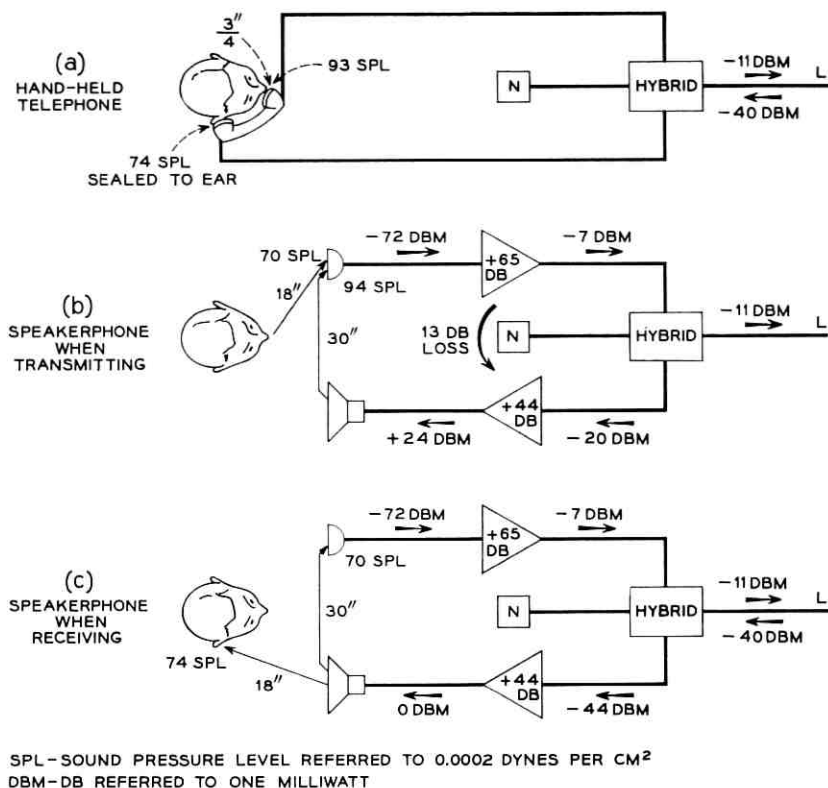 (a)
HAND-HELD
TELEPHONE
3"
4
93 SPL
74 SPL
SEALED TO EAR
N
HYBRID
-11 DBM
L
-40 DBM
(b)
SPEAKERPHONE
WHEN
TRANSMITTING
70 SPL
18"
94 SPL
30"
-72 DBM
+65
DB
-7 DBM
13 DB
LOSS
N
HYBRID
-11 DBM
L
+24 DBM
+44
DB
-20 DBM
(c)
SPEAKERPHONE
WHEN
RECEIVING
74 SPL
18"
30"
70 SPL
-72 DBM
+65
DB
-7 DBM
N
HYBRID
-11 DBM
L
-40 DBM
0 DBM
+44
DB
-44 DBM
SPL-SOUND PRESSURE LEVEL REFERRED TO 0.0002 DYNES PER CM²
DBM-DB REFERRED TO ONE MILLIWATT